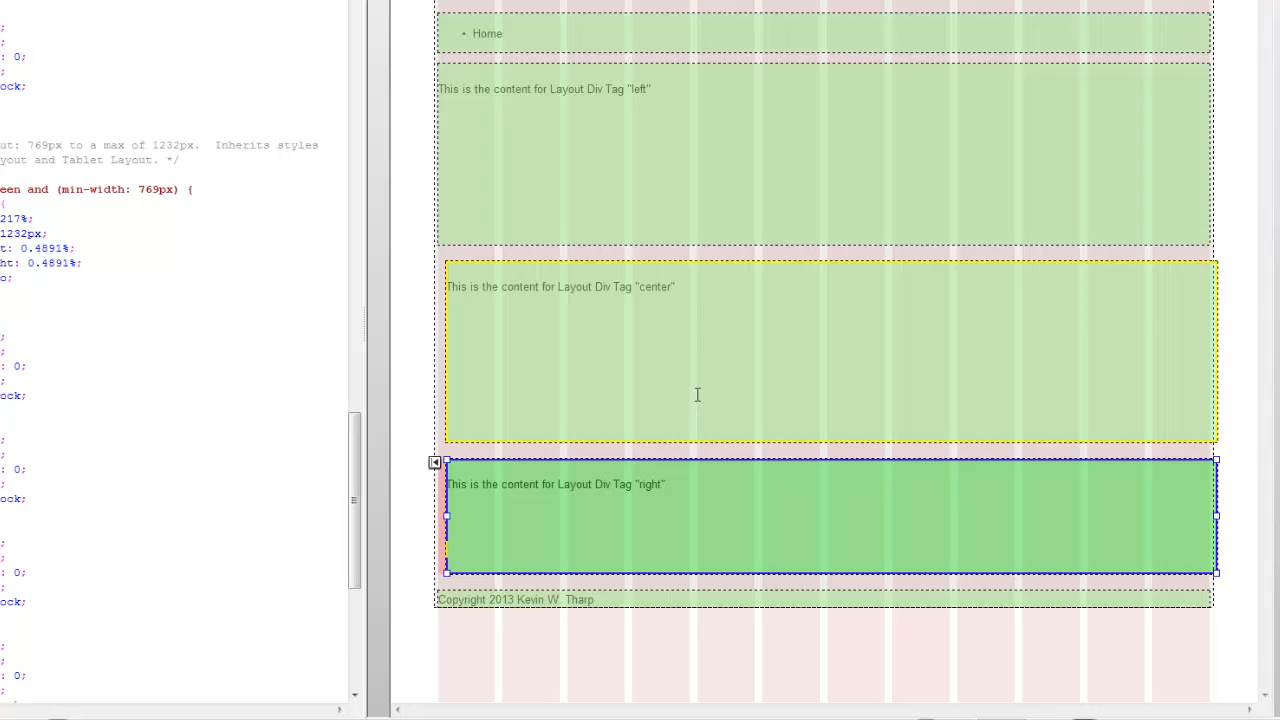 ;
;
: 0;
;
ock;
ut: 769px to a max of 1232px.  Inherits styles
yout and Tablet Layout. */
een and (min-width: 769px) {
{
217%;
1232px;
t: 0.4891%;
ht: 0.4891%;
o;
;
;
: 0;
;
ock;
;
;
: 0;
;
ock;
;
;
: 0;
;
ock;
;
;
: 0;
;
• Home
This is the content for Layout Div Tag "left"
This is the content for Layout Div Tag "center"
This is the content for Layout Div Tag "right"
Copyright 2013 Kevin W. Tharp